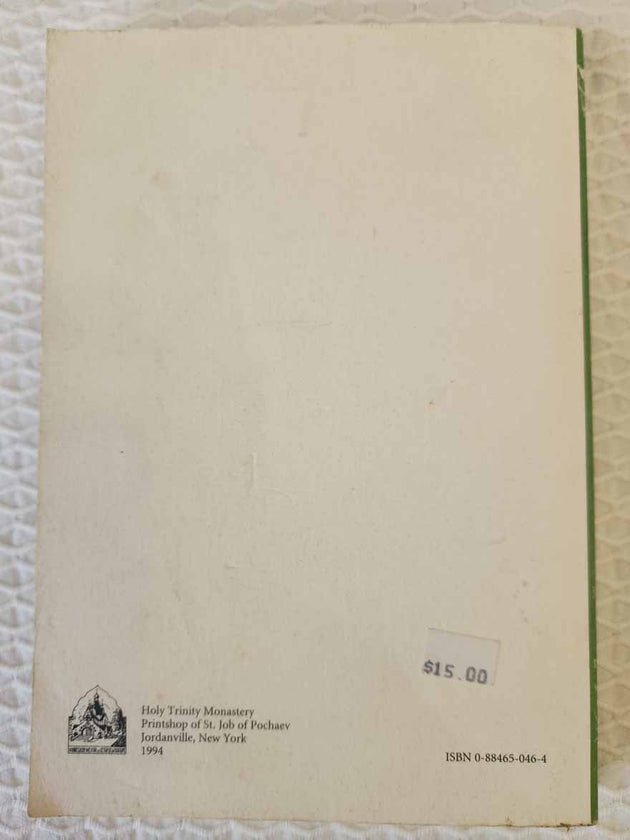 $15.00
Holy Trinity Monastery
Printshop of St. Job of Pochaev
Jordanville, New York
1994
ISBN 0-88465-046-4